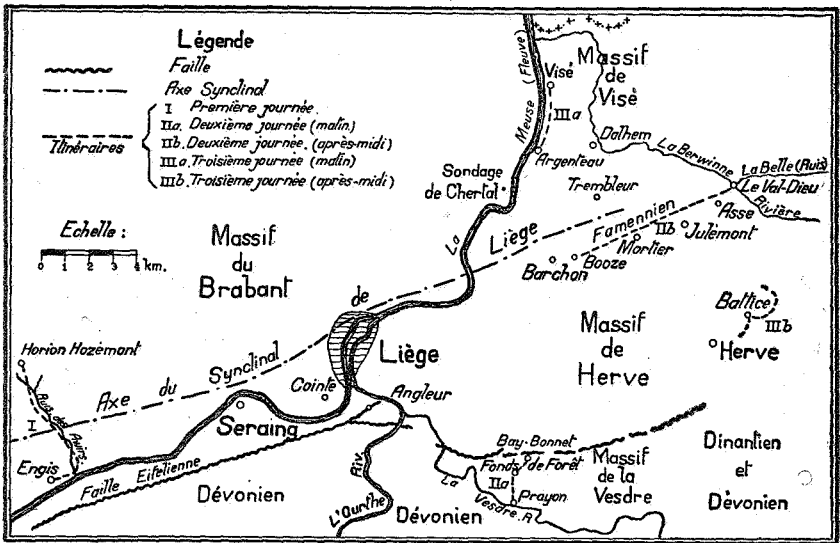 Légende
Faille
Axe Synclinal
I Première journée.
IIa. Deuxième journée (matin)
IIb. Deuxième journée. (après-midi)
IIIa. Troisième journée (matin)
IIIb. Troisième journée (après-midi)
Itinéraires
Echelle :
0 1 2 3 4 km.
Massif
du
Brabant
Meuse (Fleuve)
La
Visé
IIIa
Massif
de
Visé
Dalhem
La Berwinne
La Belle (Ruis)
Le Val-Dieu
Rivière
Argenteau
Sondage
de Chertal
Trembleur
Asse
Famennien
IIb
Julémont
Mortier
Booze
Barchon
Axe du Synclinal de Liège
Liège
Massif
de
Herve
Battice
IIIb
Herve
Horion Hozémont
I
Engis
Cointe
Seraing
Angleur
Faille Eifelienne
Dévonien
Riv.
L'Ourthe
Dévonien
Bay-Bonnet
Fonds de Forêt
IIa
La
Vesdre. R.
Prayon
Massif
de la
Vesdre
Dinantien
et
Dévonien